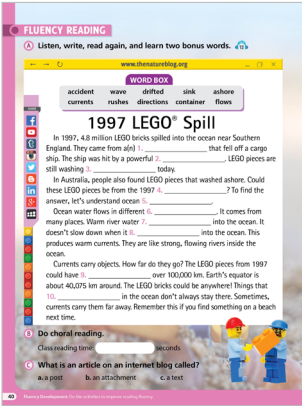 FLUENCY READING
A Listen, write, read again, and learn two bonus words.
www.thenatureblog.org
WORD BOX
accident wave drifted sink ashore
currents rushes directions container flows
1997 LEGO® Spill
In 1997, 4.8 million LEGO bricks spilled into the ocean near Southern
England. They came from a(n) 1. ____ that fell off a cargo
ship. The ship was hit by a powerful 2. ____. LEGO pieces are
still washing 3. ____ today.
In Australia, people also found LEGO pieces that washed ashore. Could
these LEGO pieces be from the 1997 4. ____? To find the
answer, let's understand ocean 5. ____.
Ocean water flows in different 6. ____. It comes from
many places. Warm river water 7. ____ into the ocean. It
doesn't slow down when it 8. ____ into the ocean. This
produces warm currents. They are like strong, flowing rivers inside the
ocean.
Currents carry objects. How far do they go? The LEGO pieces from 1997
could have 9. ____ over 100,000 km. Earth's equator is
about 40,075 km around. The LEGO bricks could be anywhere! Things that
10. ____ in the ocean don't always stay there. Sometimes,
currents carry them far away. Remember this if you find something on a beach
next time.
B Do choral reading.
Class reading time: seconds
C What is an article on an internet blog called?
a. a post b. an attachment c. a text
40 Fluency Development: Do the activities to improve reading fluency.